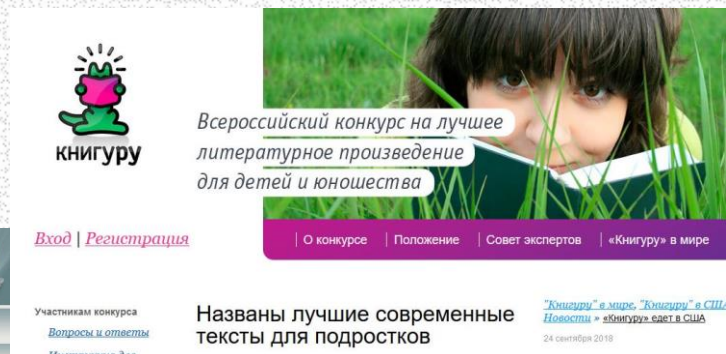 книгуру
Всероссийский конкурс на лучшее
литературное произведение
для детей и юношества
Вход | Регистрация
| О конкурсе | Положение | Совет экспертов | «Книгуру» в мире
Участникам конкурса
Вопросы и ответы
Названы лучшие современные
тексты для подростков
"Книгуру" в мире, "Книгуру" в США
Новости » «Книгуру» едет в США
24 сентября 2018